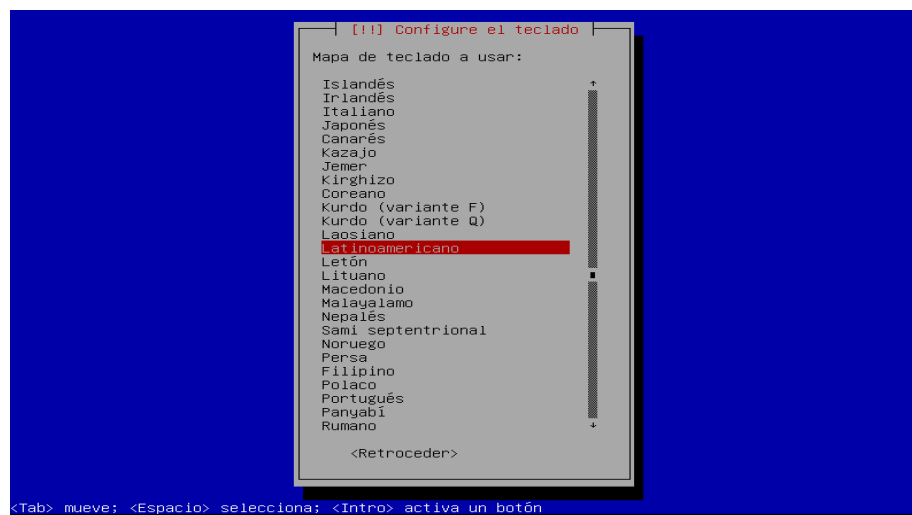 [!!] Configure el teclado
Mapa de teclado a usar:
Islandés
Irlandés
Italiano
Japonés
Canarés
Kazajo
Jemer
Kirghizo
Coreano
Kurdo (variante F)
Kurdo (variante Q)
Laosiano
Latinoamericano
Letón
Lituano
Macedonio
Malayalamo
Nepalés
Sami septentrional
Noruego
Persa
Filipino
Polaco
Portugués
Panyabí
Rumano
<Retroceder>
<Tab> mueve; <Espacio> selecciona; <Intro> activa un botón